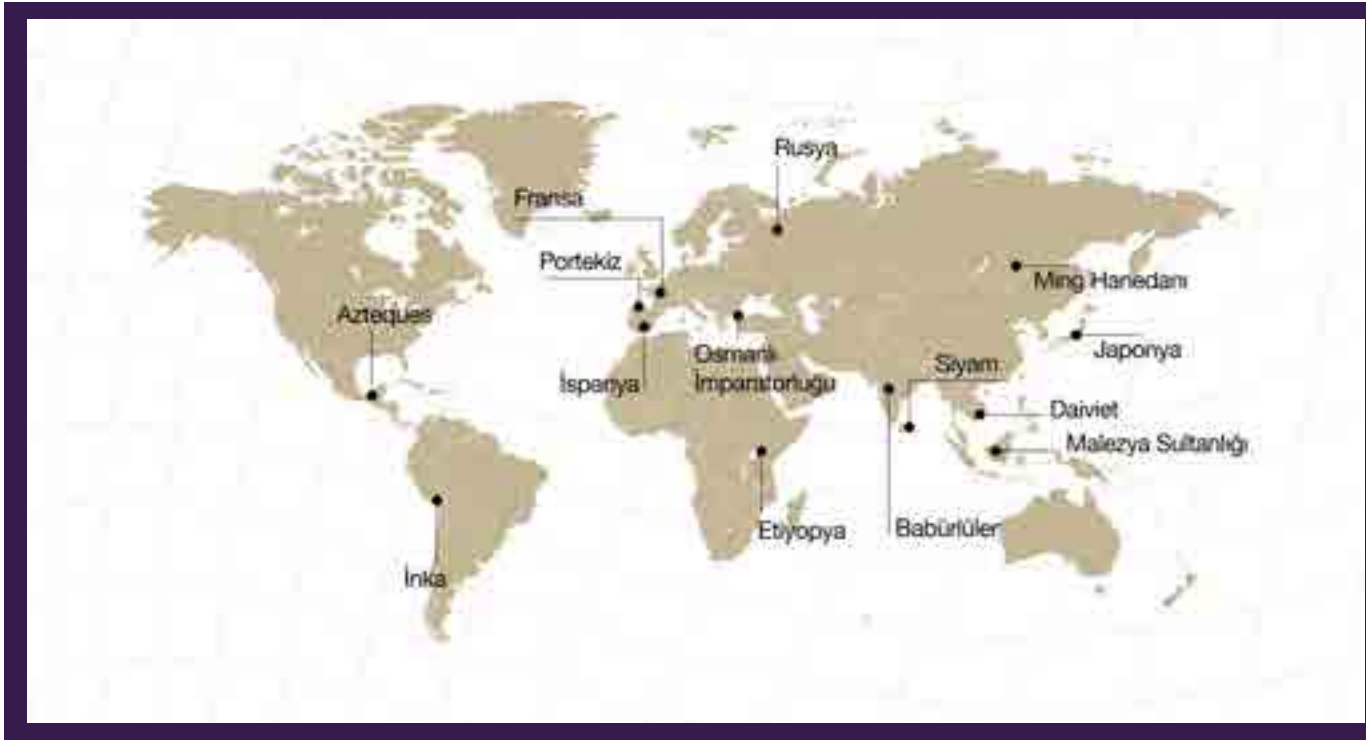 Rusya
Fransa
Portekiz
Ming Hanedanı
Azteques
Japonya
Osmanlı
İmparatorluğu
Siyam
İspanya
Daiviet
Malezya Sultanlığı
Etiyopya
Babürlüler
İnka